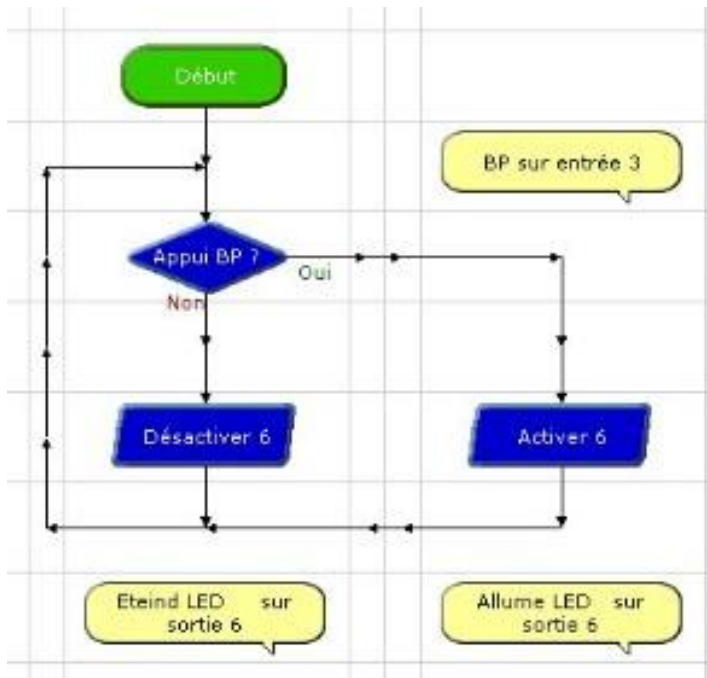 Début
BP sur entrée 3
Appui BP ?
Oui
Non
Désactiver 6
Activer 6
Eteind LED sur
sortie 6
Allume LED sur
sortie 6